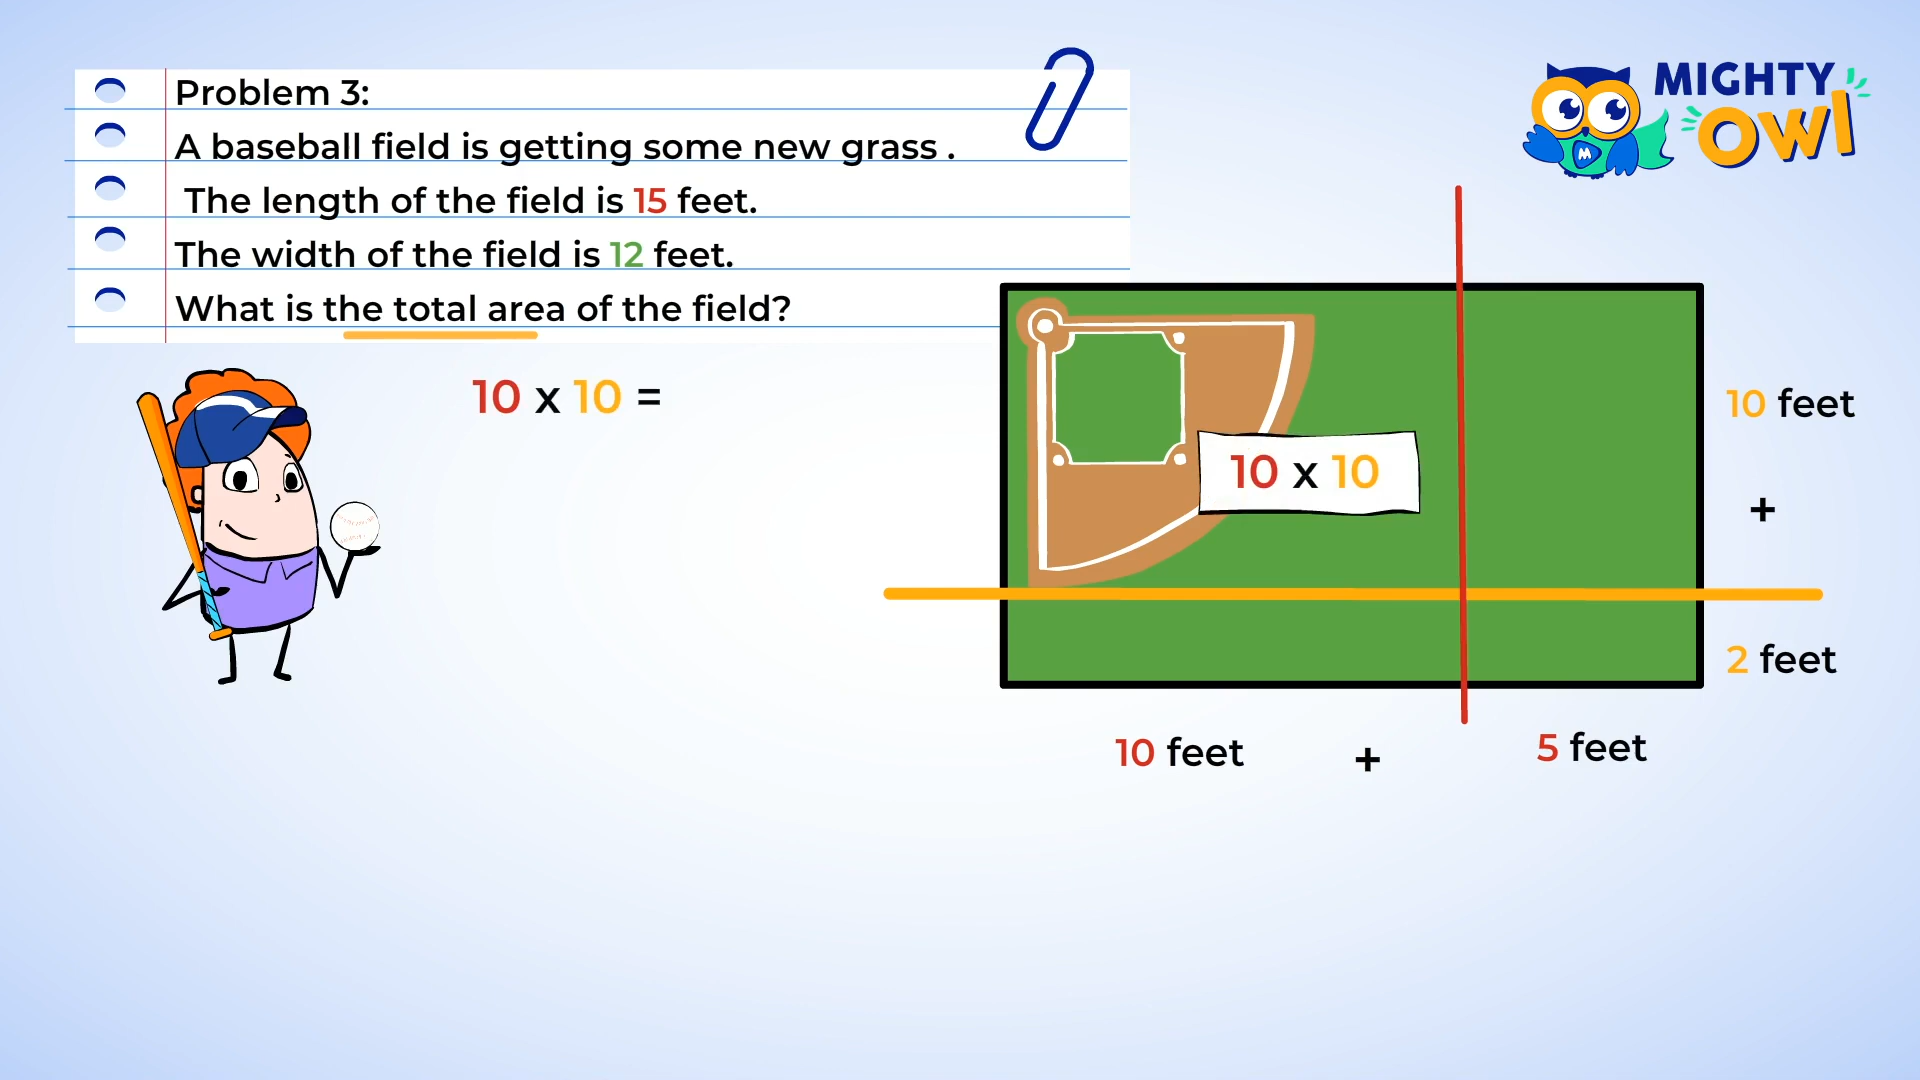 Problem 3:
A baseball field is getting some new grass .
The length of the field is 15 feet.
The width of the field is 12 feet.
What is the total area of the field?
MIGHTY
OWL
M
10 x 10 =
10 x 10
10 feet
+
2 feet
10 feet + 5 feet